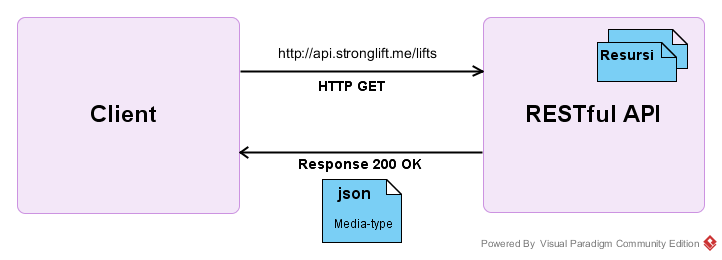 http://api.stronglift.me/lifts
Resursi
HTTP GET
Client
RESTful API
Response 200 OK
json
Media-type
Powered By Visual Paradigm Community Edition